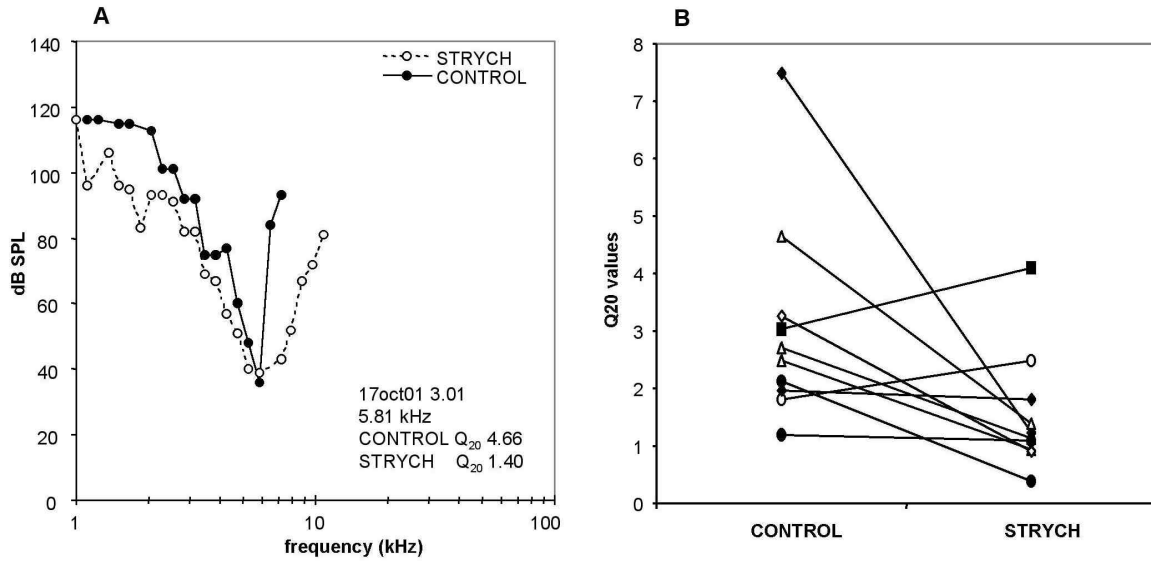 A
140
120
100
80
60
40
20
0
dB SPL
STRYCH
CONTROL
17oct01 3.01
5.81 kHz
CONTROL Q20 4.66
STRYCH Q20 1.40
1
10
100
frequency (kHz)
B
8
7
6
5
4
3
2
1
0
Q20 values
CONTROL
STRYCH